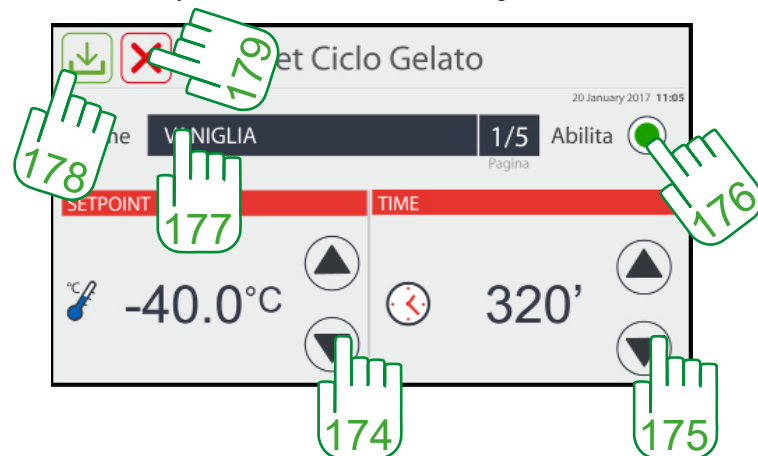 179
et Ciclo Gelato
20 January 2017 11:05
178
me VANIGLIA 1/5 Abilita
Pagina
177
176
SETPOINT TIME
°C -40.0°C 320’
174
175